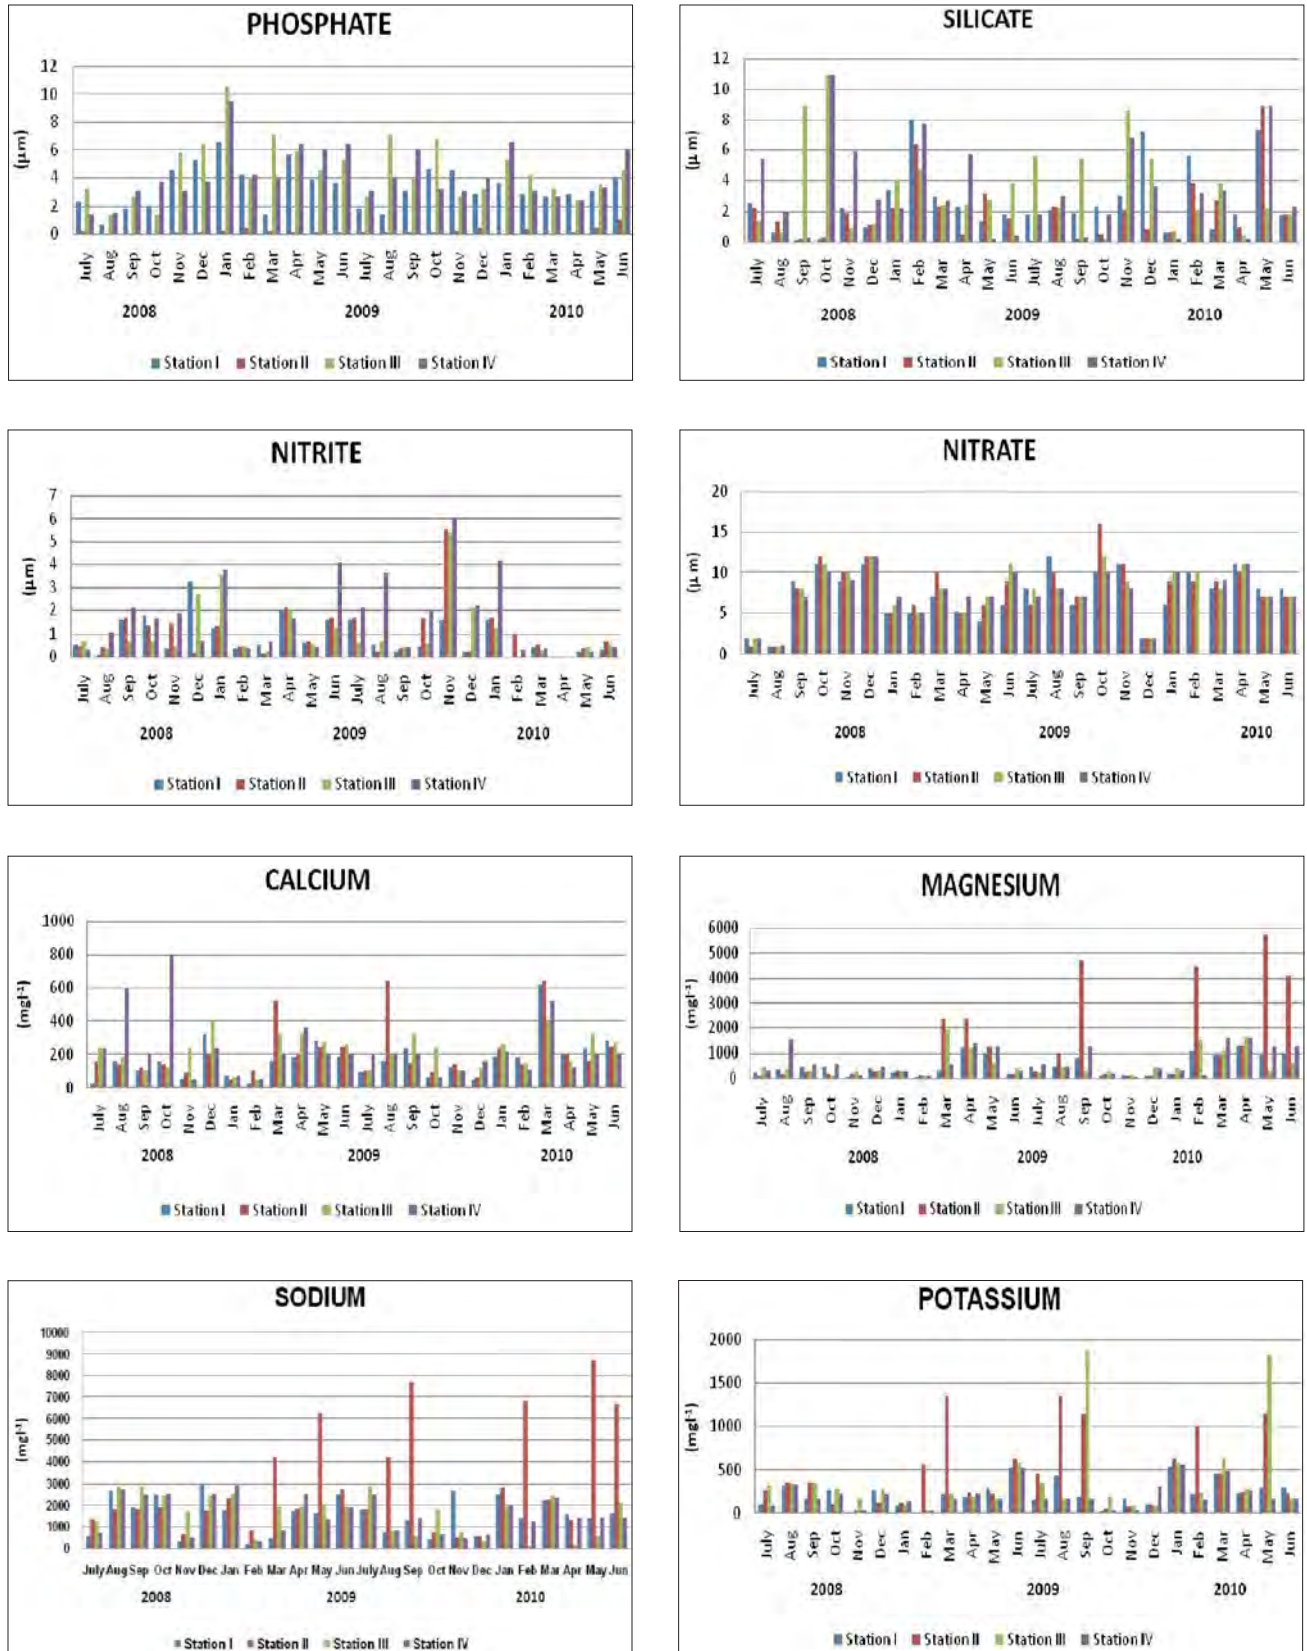 PHOSPHATE
12
10
8
6
4
2
0
(µm)
July Aug Sep Oct Nov Dec Jan Feb Mar Apr May Jun July Aug Sep Oct Nov Dec Jan Feb Mar Apr May Jun
2008 2009 2010
Station I Station II Station III Station IV
SILICATE
12
10
8
6
4
2
0
(µ m)
July Aug Sep Oct Nov Dec Jan Feb Mar Apr May Jun July Aug Sep Oct Nov Dec Jan Feb Mar Apr May Jun
2008 2009 2010
Station I Station II Station III Station IV
NITRITE
7
6
5
4
3
2
1
0
(µ m)
July Aug Sep Oct Nov Dec Jan Feb Mar Apr May Jun July Aug Sep Oct Nov Dec Jan Feb Mar Apr May Jun
2008 2009 2010
Station I Station II Station III Station IV
NITRATE
20
15
10
5
0
(µ m)
July Aug Sep Oct Nov Dec Jan Feb Mar Apr May Jun July Aug Sep Oct Nov Dec Jan Feb Mar Apr May Jun
2008 2009 2010
Station I Station II Station III Station IV
CALCIUM
1000
800
600
400
200
0
(mgl⁻¹)
July Aug Sep Oct Nov Dec Jan Feb Mar Apr May Jun July Aug Sep Oct Nov Dec Jan Feb Mar Apr May Jun
2008 2009 2010
Station I Station II Station III Station IV
MAGNESIUM
6000
5000
4000
3000
2000
1000
0
(mgl⁻¹)
July Aug Sep Oct Nov Dec Jan Feb Mar Apr May Jun July Aug Sep Oct Nov Dec Jan Feb Mar Apr May Jun
2008 2009 2010
Station I Station II Station III Station IV
SODIUM
10000
9000
8000
7000
6000
5000
4000
3000
2000
1000
0
(mgl⁻¹)
July Aug Sep Oct Nov Dec Jan Feb Mar Apr May Jun July Aug Sep Oct Nov Dec Jan Feb Mar Apr May Jun
2008 2009 2010
Station I Station II Station III Station IV
POTASSIUM
2000
1500
1000
500
0
(mgl⁻¹)
July Aug Sep Oct Nov Dec Jan Feb Mar Apr May Jun July Aug Sep Oct Nov Dec Jan Feb Mar Apr May Jun
2008 2009 2010
Station I Station II Station III Station IV